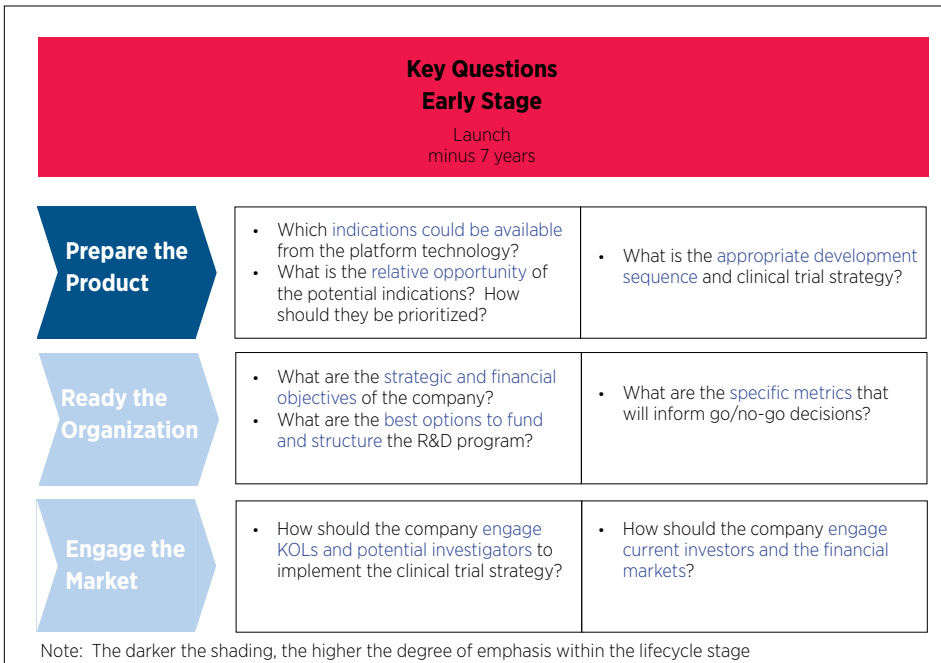 Key Questions
Early Stage
Launch
minus 7 years
Prepare the
Product
• Which indications could be available
from the platform technology?
• What is the relative opportunity of
the potential indications? How
should they be prioritized?
• What is the appropriate development
sequence and clinical trial strategy?
Ready the
Organization
• What are the strategic and financial
objectives of the company?
• What are the best options to fund
and structure the R&D program?
• What are the specific metrics that
will inform go/no-go decisions?
Engage the
Market
• How should the company engage
KOLs and potential investigators to
implement the clinical trial strategy?
• How should the company engage
current investors and the financial
markets?
Note: The darker the shading, the higher the degree of emphasis within the lifecycle stage